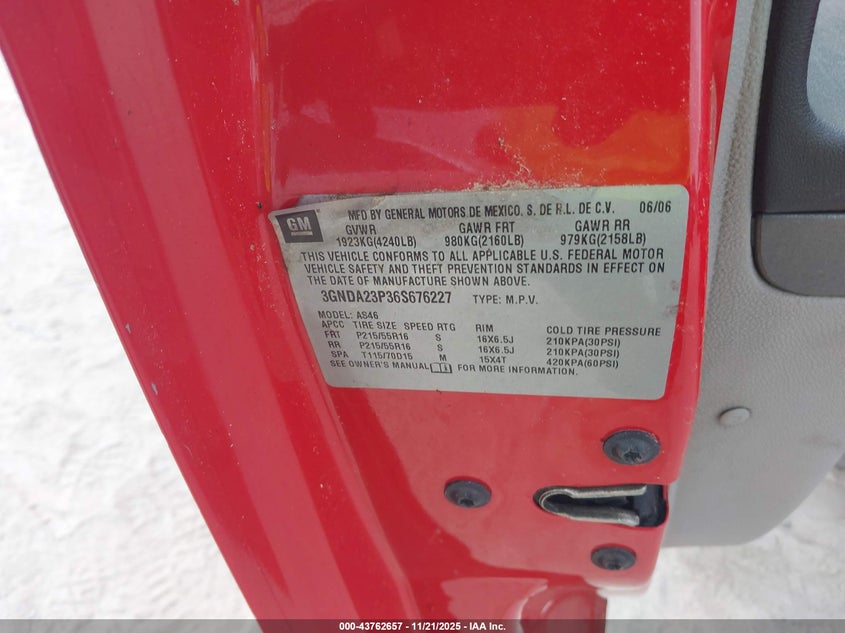 GM
MFD BY GENERAL MOTORS DE MEXICO, S. DE R.L. DE C.V. 06/06
GVWR GAWR FRT GAWR RR
1923KG(4240LB) 980KG(2160LB) 979KG(2158LB)
THIS VEHICLE CONFORMS TO ALL APPLICABLE U.S. FEDERAL MOTOR
VEHICLE SAFETY AND THEFT PREVENTION STANDARDS IN EFFECT ON
THE DATE OF MANUFACTURE SHOWN ABOVE.
3GNDA23P36S676227 TYPE: M.P.V.
MODEL: AS46
APCC TIRE SIZE SPEED RTG RIM COLD TIRE PRESSURE
FRT P215/55R16 S 16X6.5J 210KPA(30PSI)
RR P215/55R16 S 16X6.5J 210KPA(30PSI)
SPA T115/70D15 M 15X4T 420KPA(60PSI)
SEE OWNER'S MANUAL FOR MORE INFORMATION.
000-43762657 - 11/21/2025 - IAA Inc.